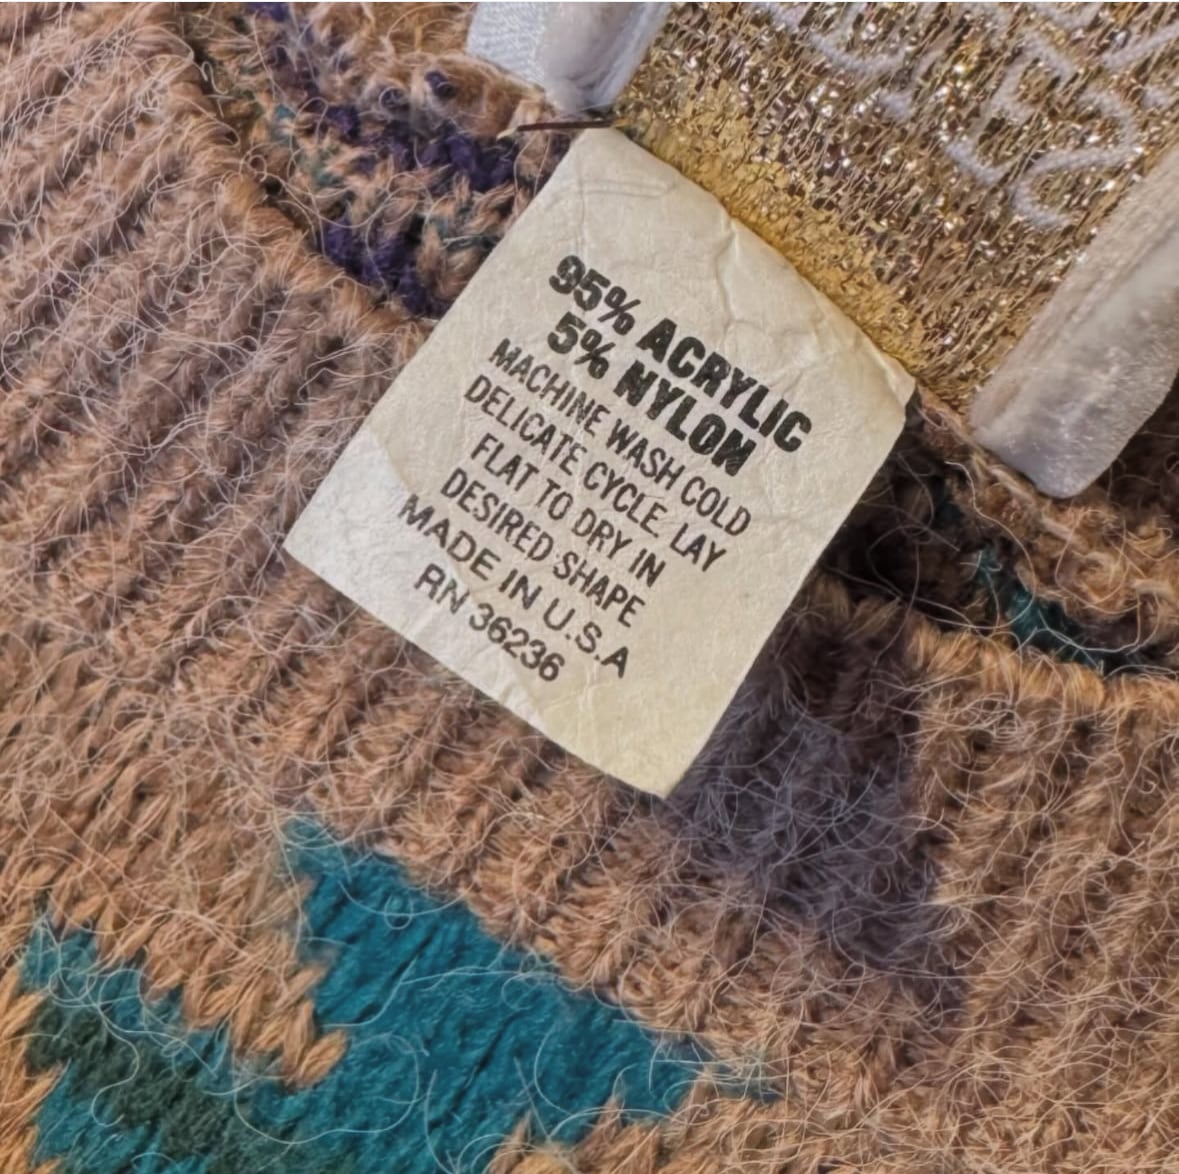 95% ACRYLIC
5% NYLON
MACHINE WASH COLD
DELICATE CYCLE. LAY
FLAT TO DRY IN
DESIRED SHAPE
MADE IN U.S.A
RN 36236